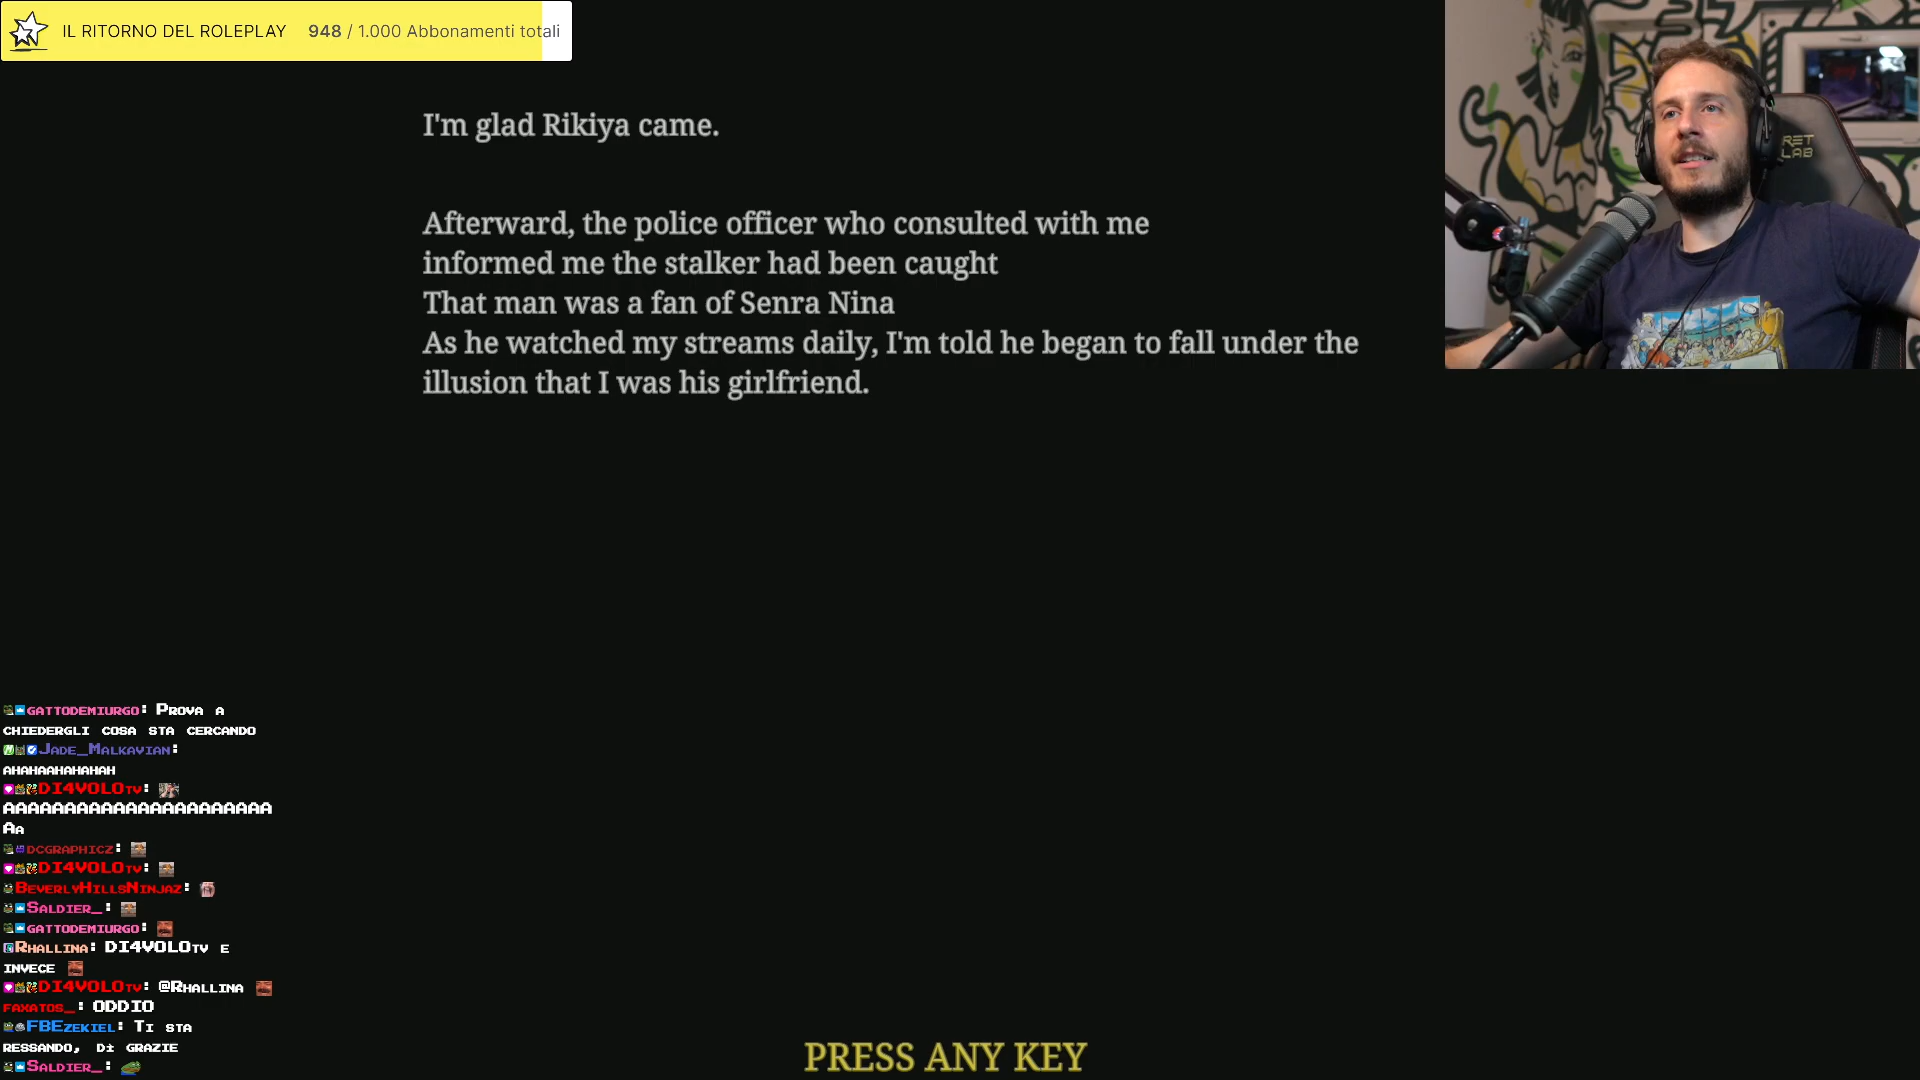 IL RITORNO DEL ROLEPLAY 948 / 1.000 Abbonamenti totali
I'm glad Rikiya came.
Afterward, the police officer who consulted with me
informed me the stalker had been caught
That man was a fan of Senra Nina
As he watched my streams daily, I'm told he began to fall under the
illusion that I was his girlfriend.
RET
LAB
GATTODEMIURGO: PROVA A
CHIEDERGLI COSA STA CERCANDO
JADE_MALKAVIAN:
AHAHAAHAHAHAH
DI4VOLOTV:
AAAAAAAAAAAAAAAAAAAAAA
AA
DCGRAPHICZ:
DI4VOLOTV:
BEVERLYHILLSNINJAZ:
SALDIER_:
GATTODEMIURGO:
RHALLINA: DI4VOLOTV E
INVECE
DI4VOLOTV: @RHALLINA
FAXATOS_: ODDIO
FBEZEKIEL: TI STA
RESSANDO, DI GRAZIE
SALDIER_:
PRESS ANY KEY